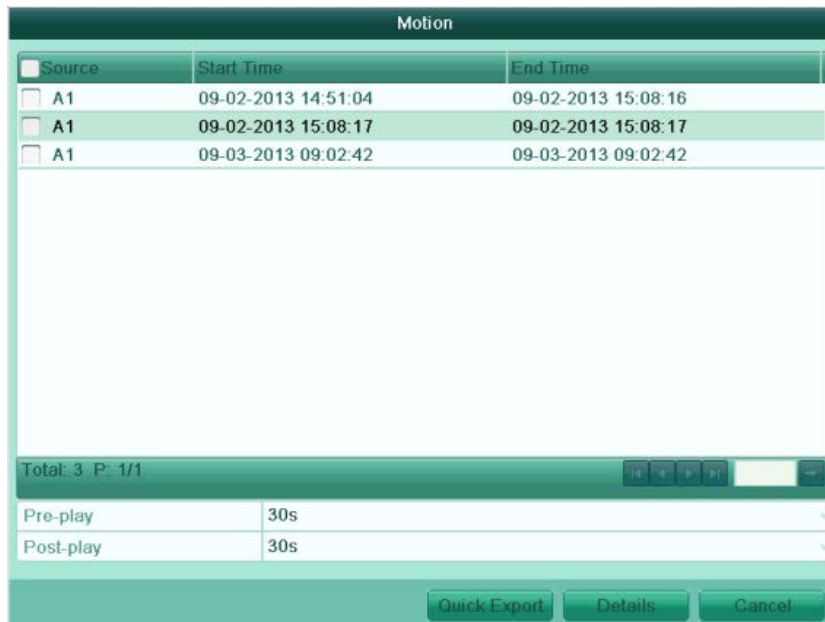 Motion
Source Start Time End Time
A1 09-02-2013 14:51:04 09-02-2013 15:08:16
A1 09-02-2013 15:08:17 09-02-2013 15:08:17
A1 09-03-2013 09:02:42 09-03-2013 09:02:42
Total: 3 P: 1/1
Pre-play 30s
Post-play 30s
Quick Export Details Cancel